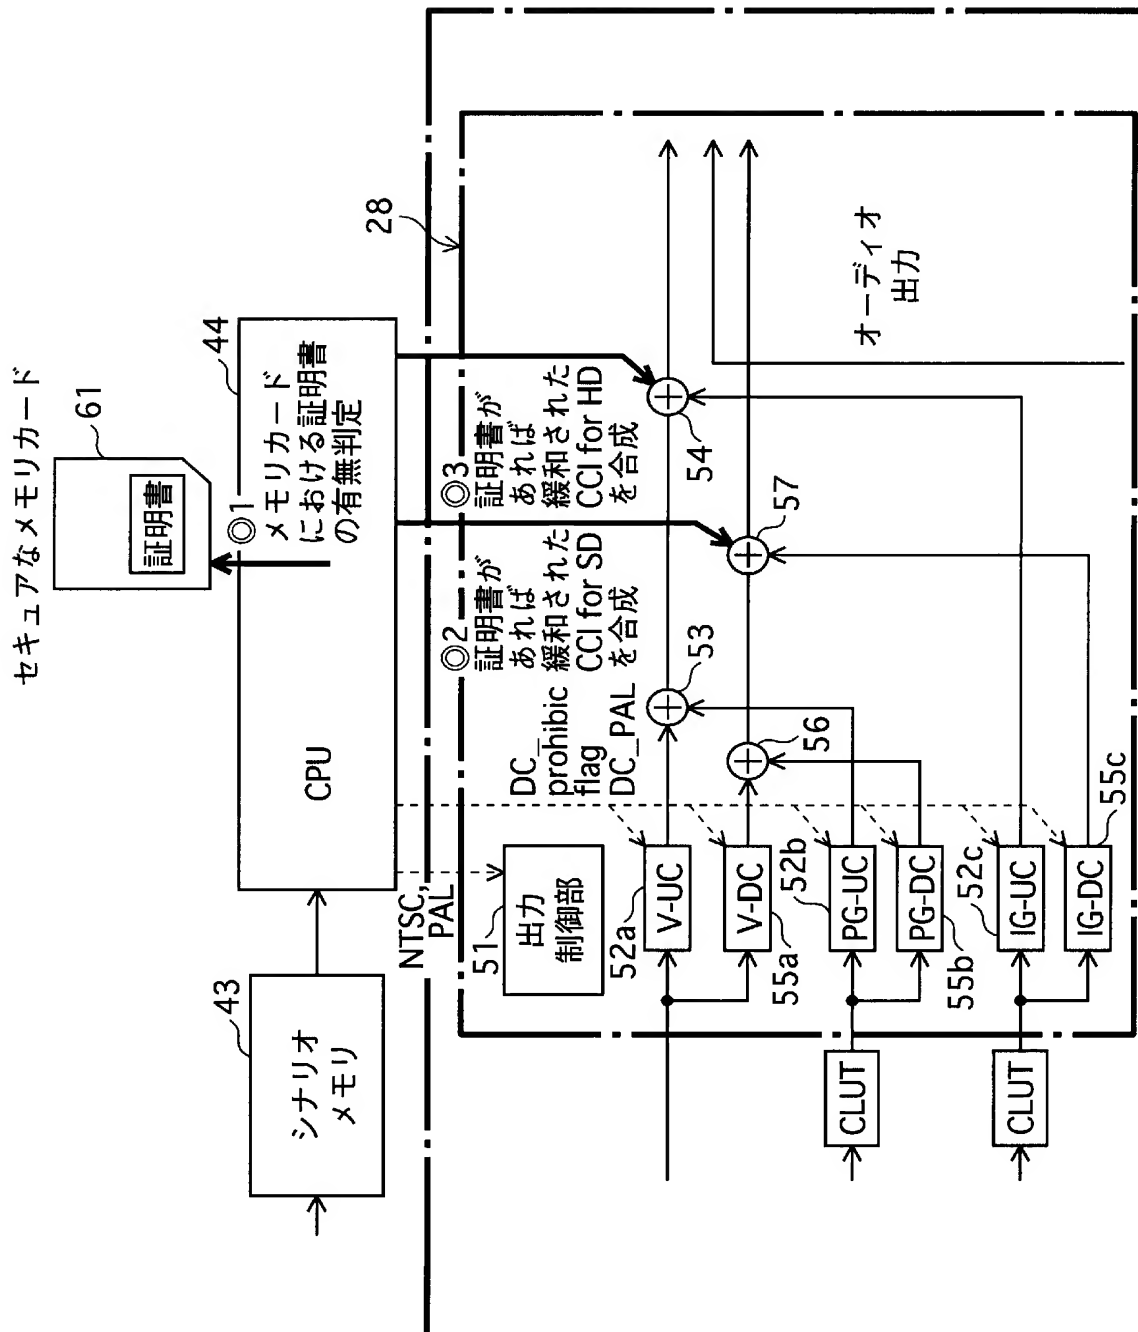 セキュアなメモリカード
61
証明書
44
◎1
メモリカード
における証明書
の有無判定
CPU
43
シナリオ
メモリ
NTSC,
PAL
28
◎3
証明書が
あれば
緩和された
CCI for HD
を合成
◎2
証明書が
あれば
緩和された
CCI for SD
を合成
DC_
prohibic
flag
DC_PAL
51
出力
制御部
52a
V-UC
V-DC
55a
52b
PG-UC
PG-DC
55b
52c
IG-UC
IG-DC
55c
53
56
54
57
CLUT
CLUT
オーディオ
出力